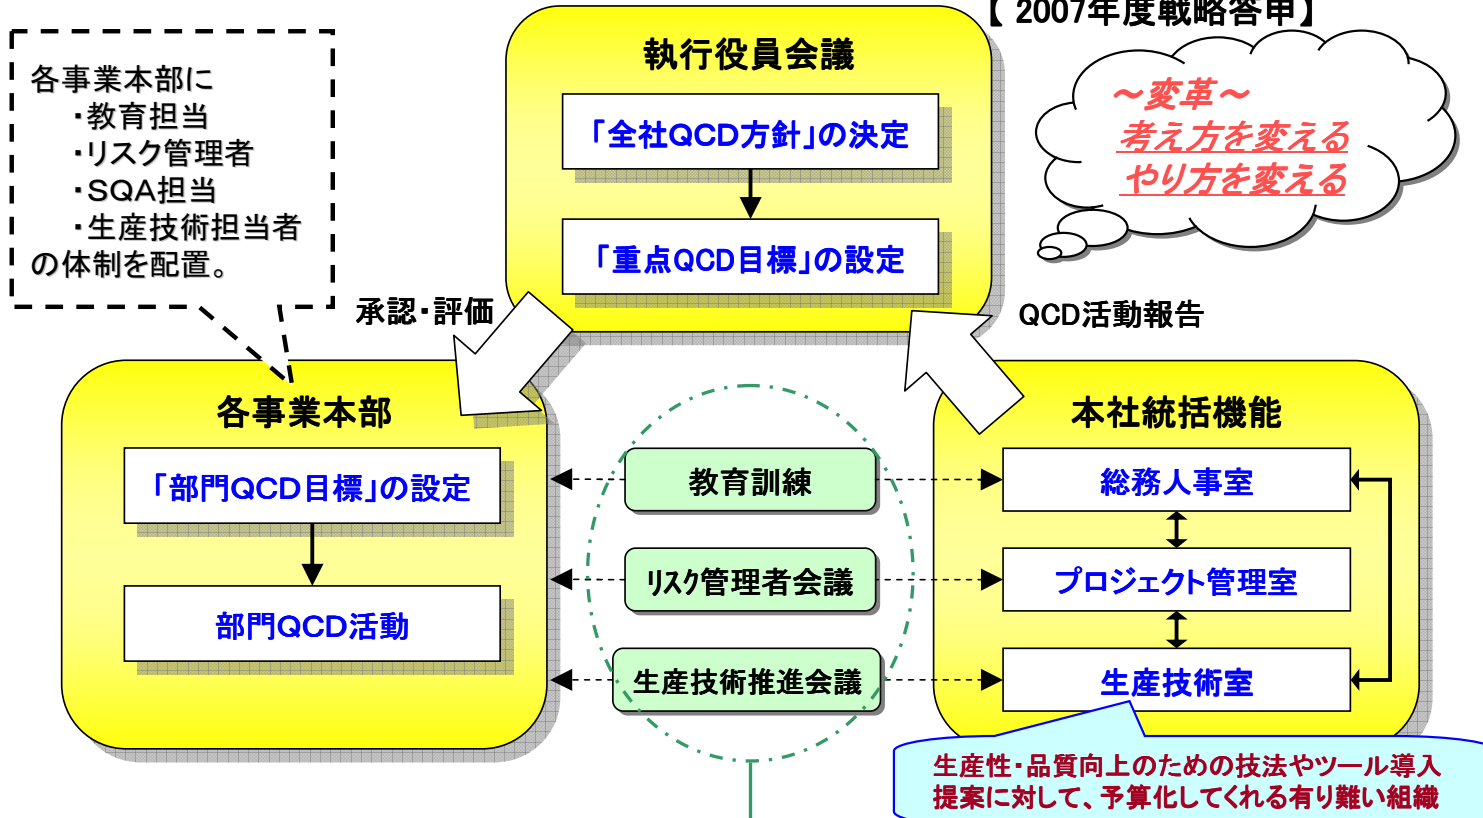 【 2007年度戦略答申】
執行役員会議
「全社QCD方針」の決定
「重点QCD目標」の設定
～変革～
考え方を変える
やり方を変える
各事業本部に
・教育担当
・リスク管理者
・SQA担当
・生産技術担当者
の体制を配置。
承認・評価
QCD活動報告
各事業本部
「部門QCD目標」の設定
部門QCD活動
教育訓練
リスク管理者会議
生産技術推進会議
本社統括機能
総務人事室
プロジェクト管理室
生産技術室
生産性・品質向上のための技法やツール導入
提案に対して、予算化してくれる有り難い組織